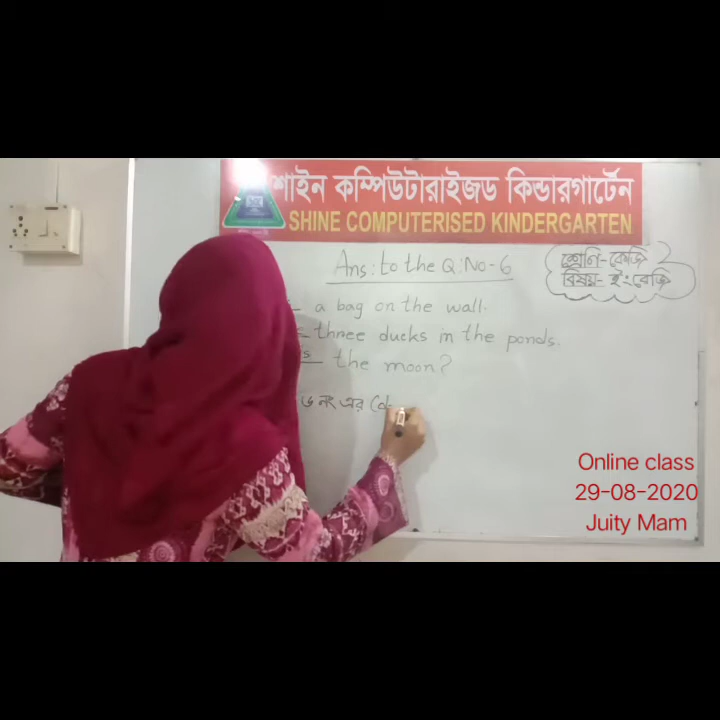 শাইন কম্পিউটারাইজড কিন্ডারগার্টেন
SHINE COMPUTERISED KINDERGARTEN
Ans: to the Q: No-6
শ্রেণি-কেজি
বিষয়- ইংরেজি
a bag on the wall.
three ducks in the ponds.
the moon?
নং এর
Online class
29-08-2020
Juity Mam